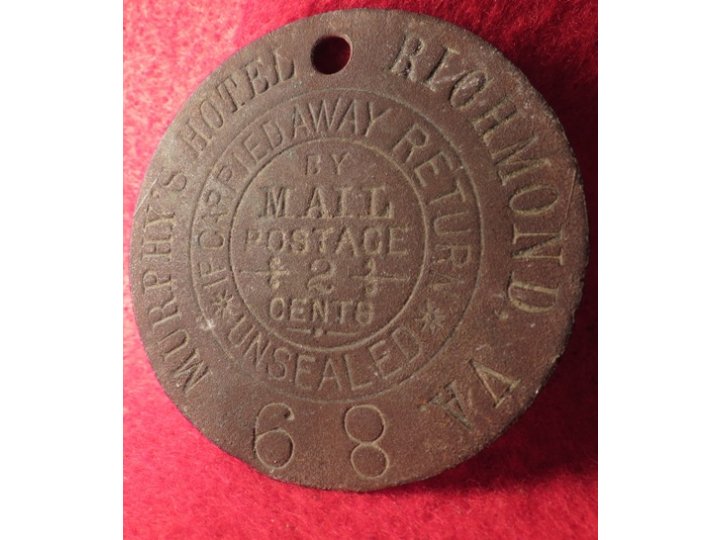 MURPHY'S HOTEL RICHMOND. VA.
IF CARRIED AWAY RETURN
UNSEALED
BY
MAIL
POSTAGE
2
CENTS
68